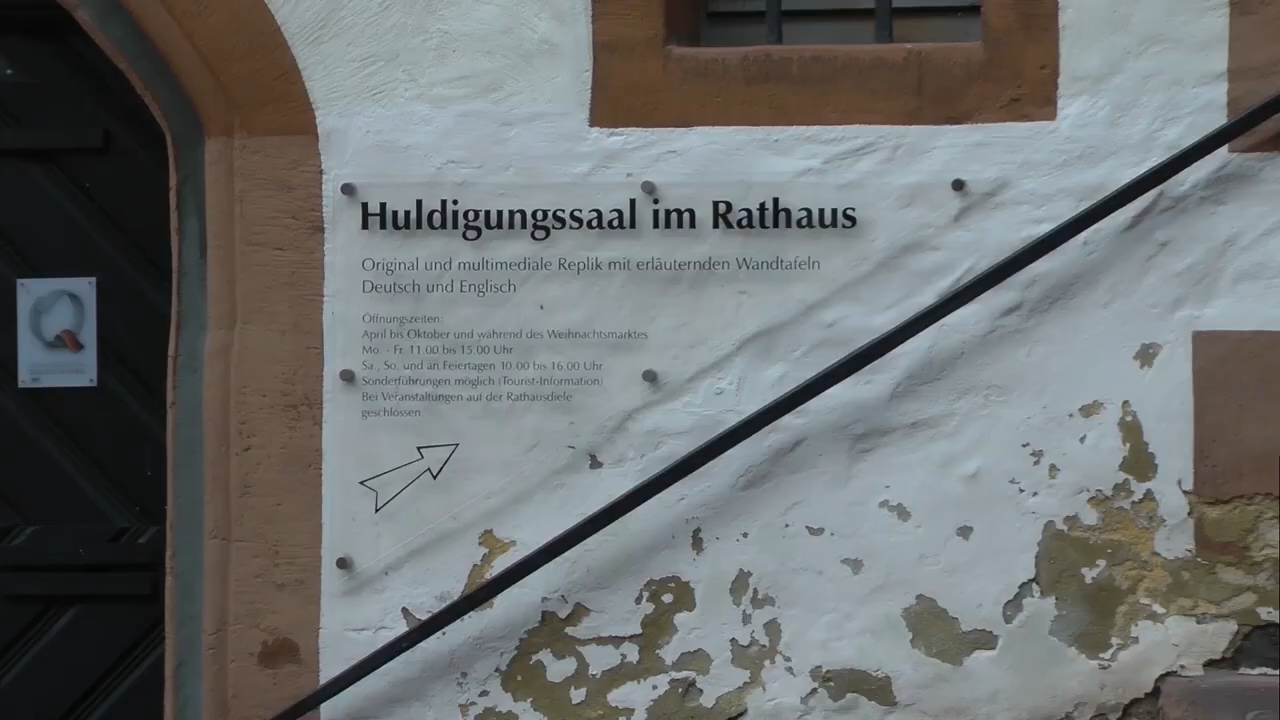 Huldigungssaal im Rathaus
Original und multimediale Replik mit erläuternden Wandtafeln
Deutsch und Englisch
Öffnungszeiten:
April bis Oktober und während des Weihnachtsmarktes
Mo. - Fr. 11.00 bis 15.00 Uhr
Sa., So. und an Feiertagen 10.00 bis 16.00 Uhr.
Sonderführungen möglich (Tourist-Information)
Bei Veranstaltungen auf der Rathausdiele
geschlossen.